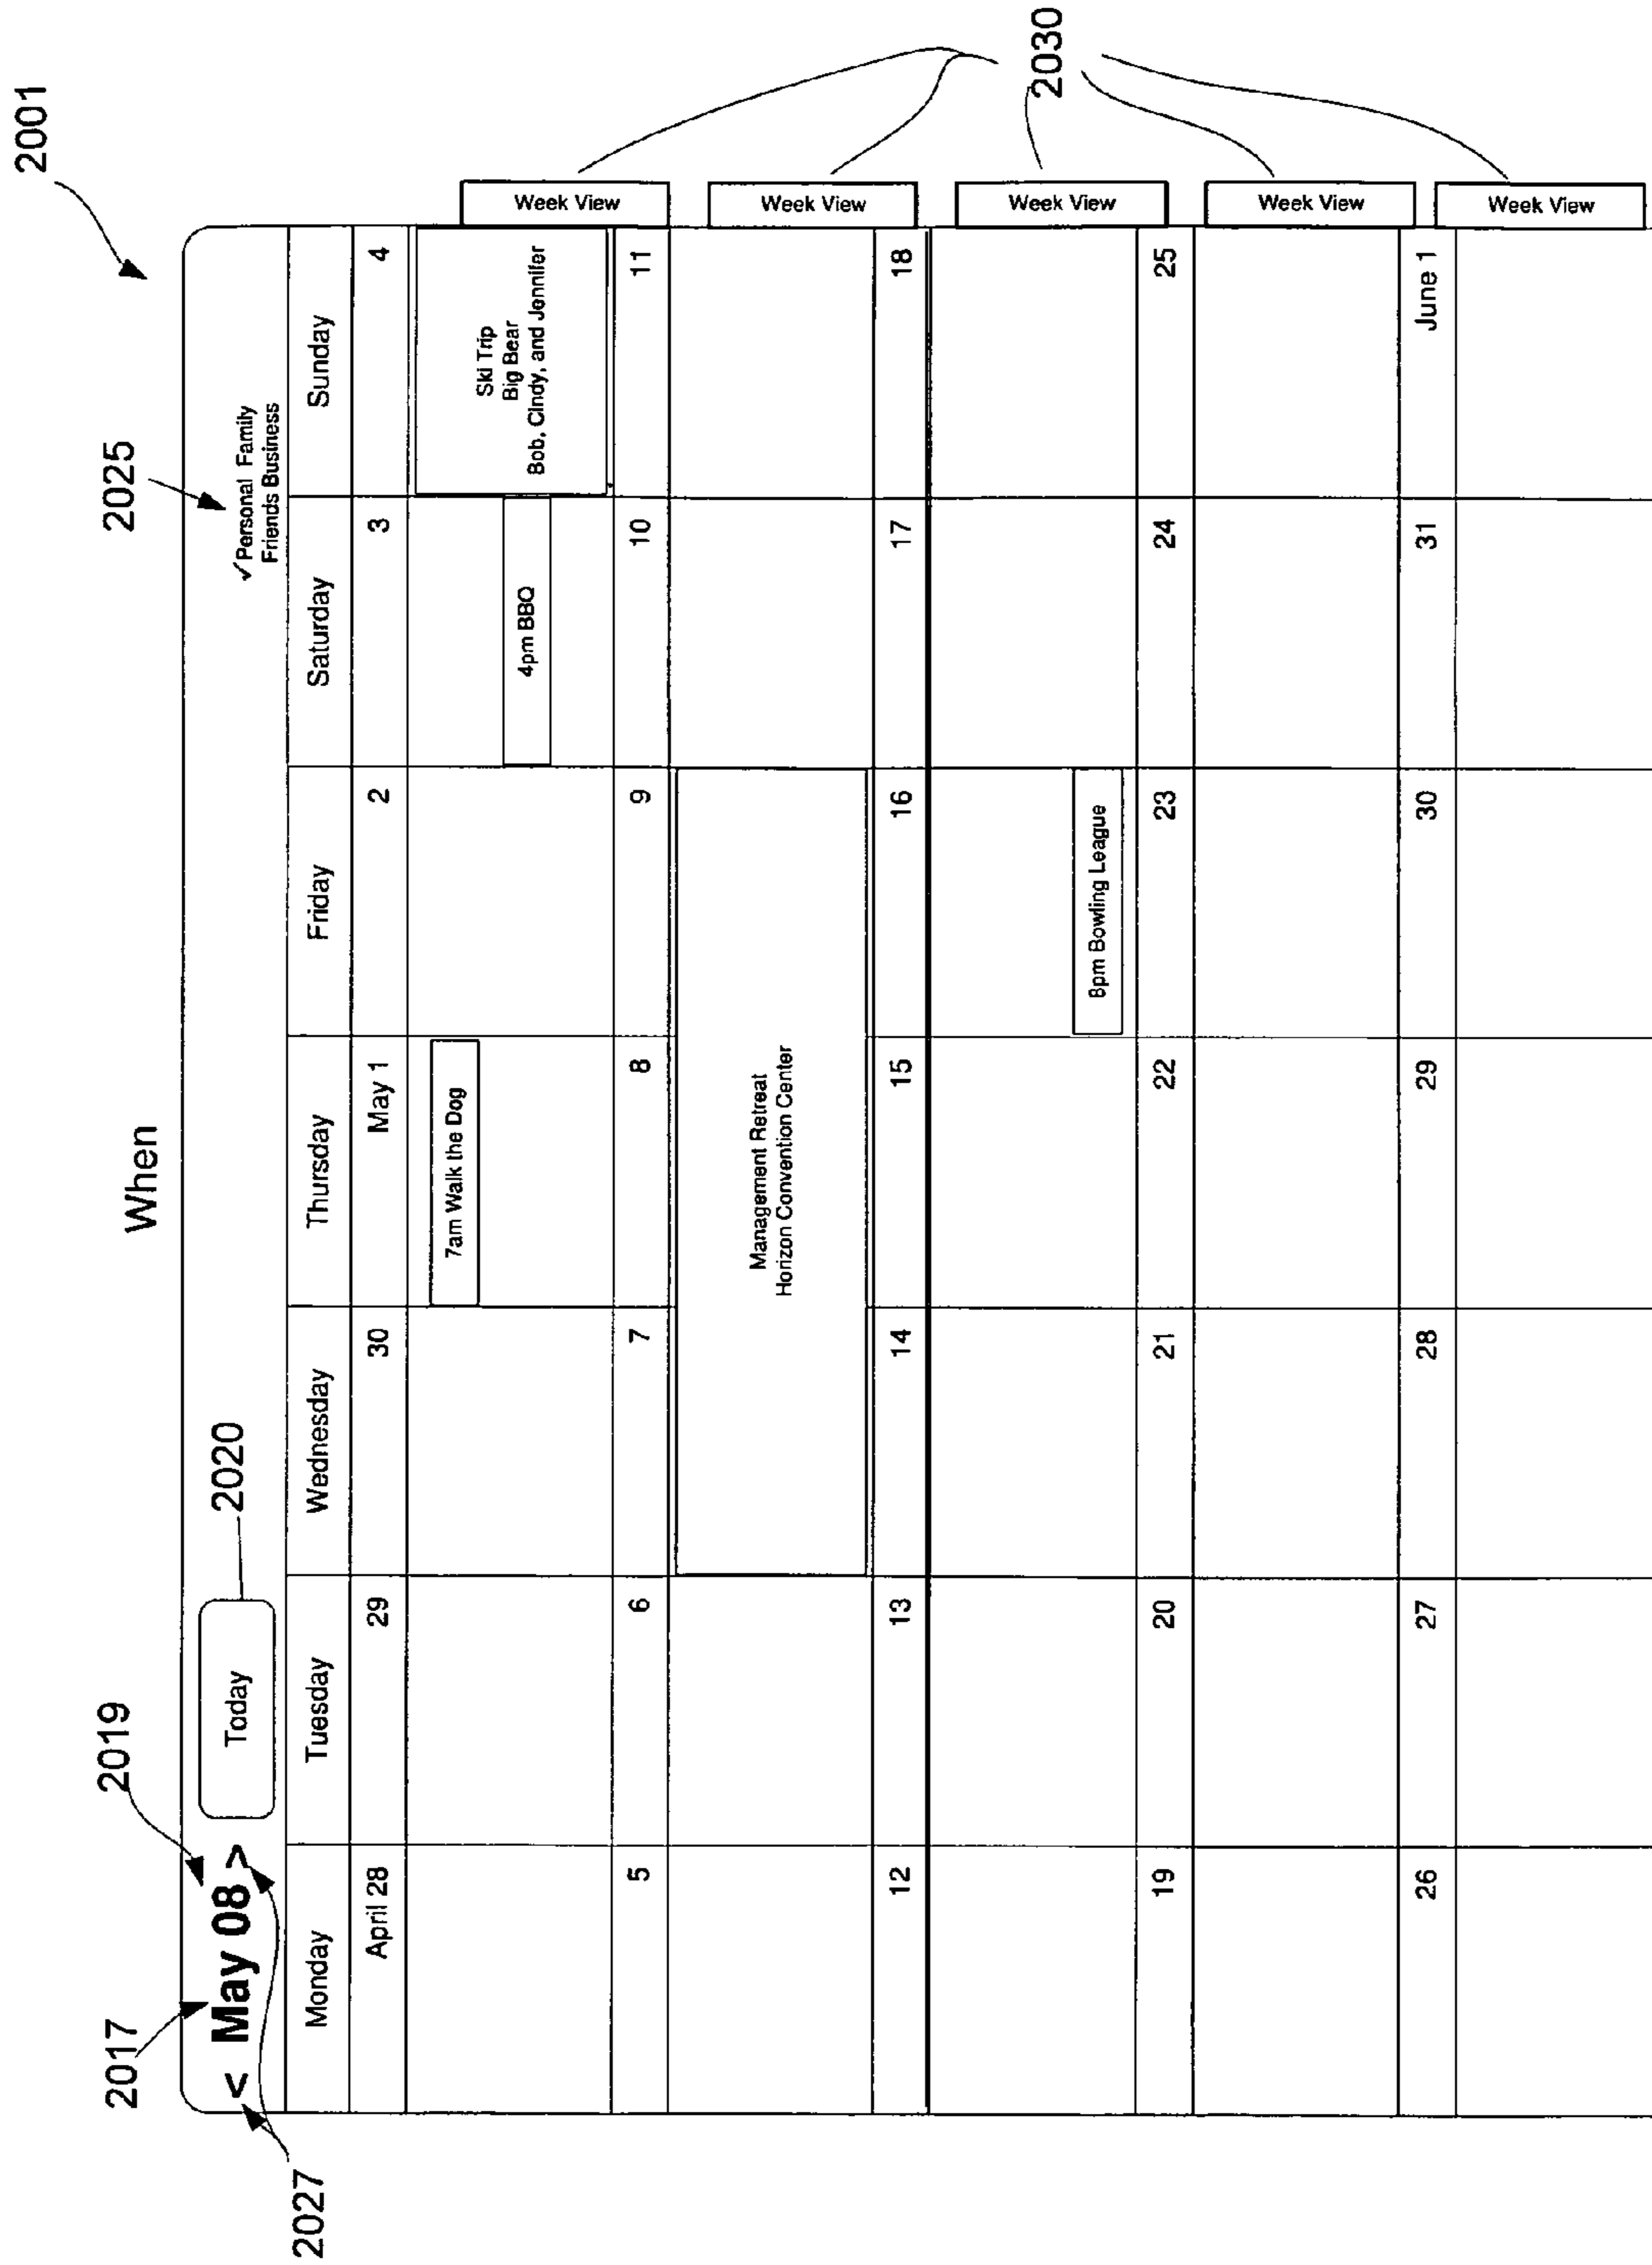 When
2001
2017
2019
2020
2025
2027
< May 08 >
Today
✓Personal Family
Friends Business
Monday Tuesday Wednesday Thursday Friday Saturday Sunday
April 28 29 30 May 1 2 3 4
7am Walk the Dog
4pm BBQ
Ski Trip
Big Bear
Bob, Cindy, and Jennifer
Week View
5 6 7 8 9 10 11
Management Retreat
Horizon Convention Center
Week View
12 13 14 15 16 17 18
8pm Bowling League
Week View
2030
19 20 21 22 23 24 25
Week View
26 27 28 29 30 31 June 1
Week View